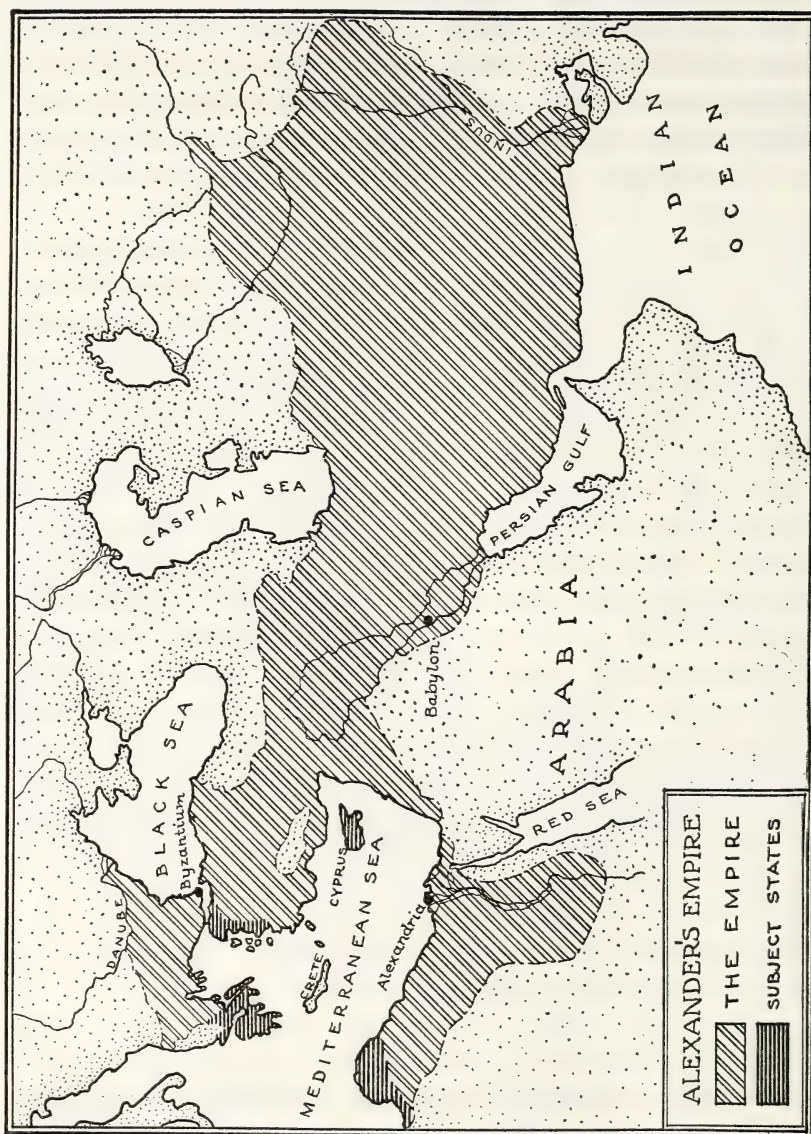 DANUBE
BLACK SEA
Byzantium
CASPIAN SEA
CRETE
CYPRUS
MEDITERRANEAN SEA
Alexandria
Babylon
PERSIAN GULF
INDUS
ARABIA
RED SEA
INDIAN
OCEAN
ALEXANDER'S EMPIRE
THE EMPIRE
SUBJECT STATES